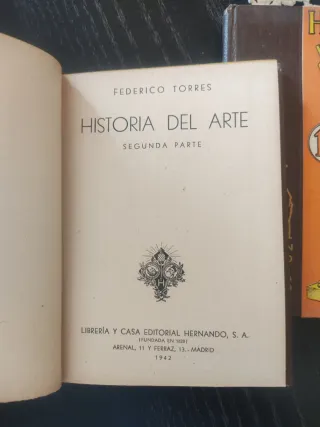 FEDERICO TORRES
HISTORIA DEL ARTE
SEGUNDA PARTE
LIBRERÍA Y CASA EDITORIAL HERNANDO, S. A.
(FUNDADA EN 1828)
ARENAL, 11 Y FERRAZ, 13.-MADRID
1942